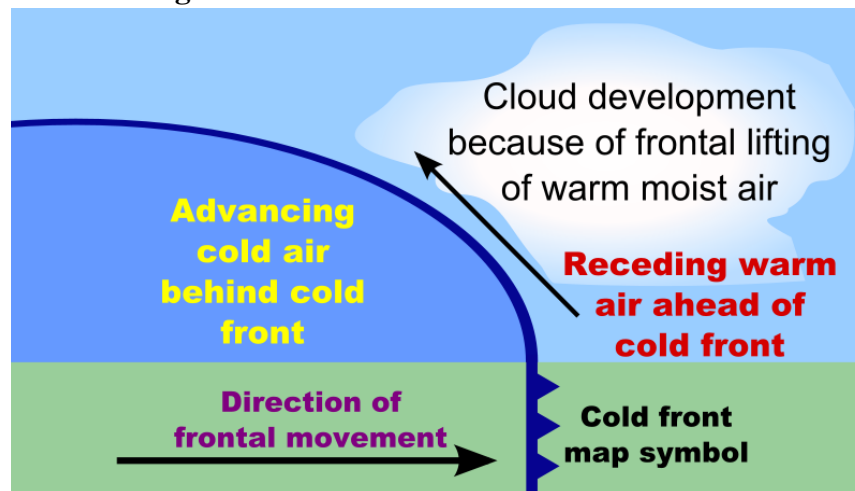 Cloud development
because of frontal lifting
of warm moist air
Advancing
cold air
behind cold
front
Receding warm
air ahead of
cold front
Direction of
frontal movement
Cold front
map symbol